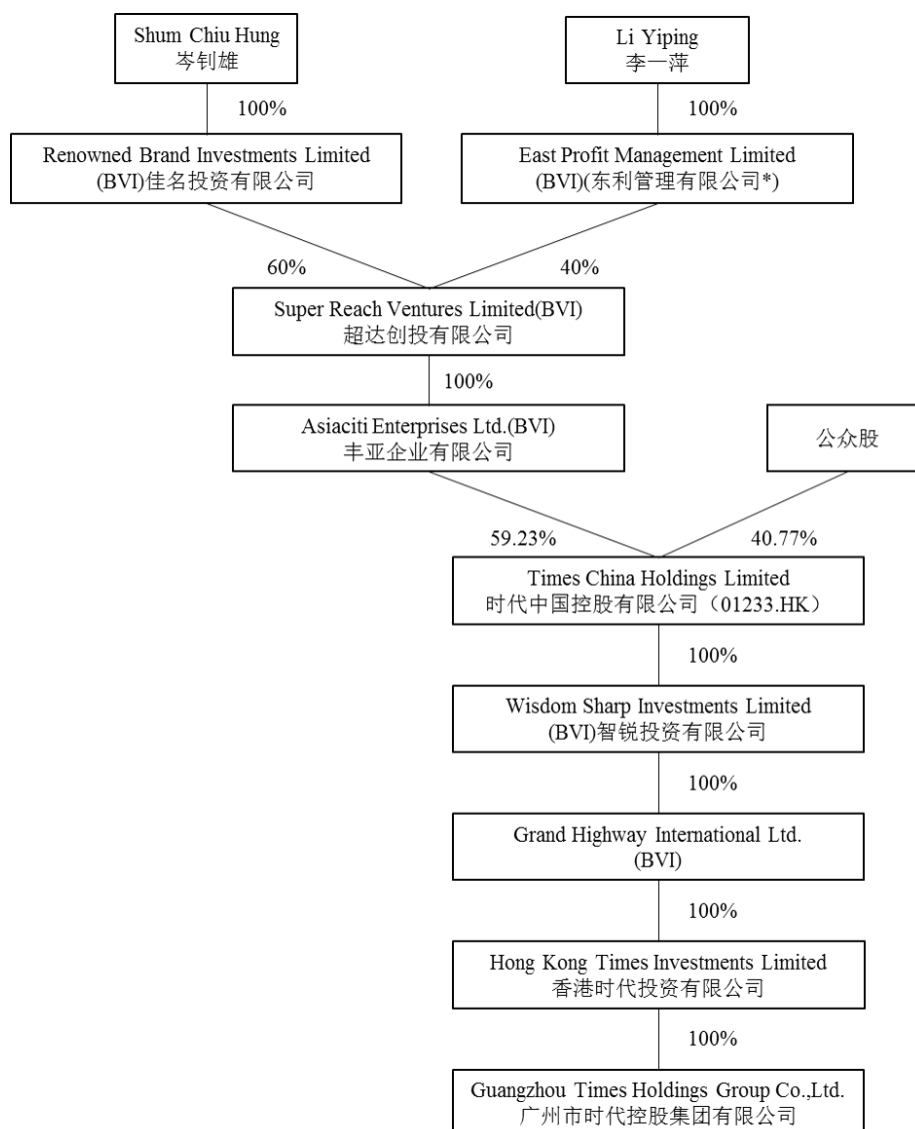 Shum Chiu Hung
岑钊雄
Li Yiping
李一萍
100%
100%
Renowned Brand Investments Limited
(BVI)佳名投资有限公司
East Profit Management Limited
(BVI)(东利管理有限公司*)
60%
40%
Super Reach Ventures Limited(BVI)
超达创投有限公司
100%
Asiaciti Enterprises Ltd.(BVI)
丰亚企业有限公司
公众股
59.23%
40.77%
Times China Holdings Limited
时代中国控股有限公司（01233.HK）
100%
Wisdom Sharp Investments Limited
(BVI)智锐投资有限公司
100%
Grand Highway International Ltd.
(BVI)
100%
Hong Kong Times Investments Limited
香港时代投资有限公司
100%
Guangzhou Times Holdings Group Co.,Ltd.
广州市时代控股集团有限公司